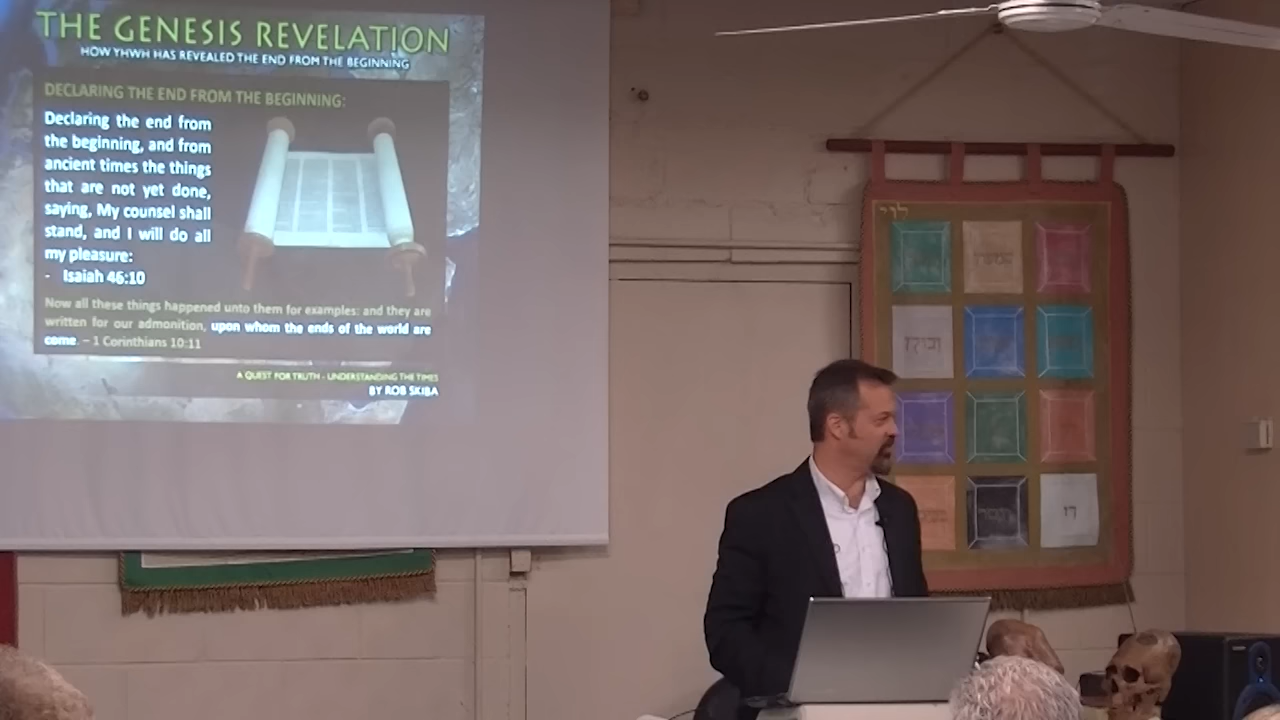 THE GENESIS REVELATION
HOW YHWH HAS REVEALED THE END FROM THE BEGINNING
DECLARING THE END FROM THE BEGINNING:
Declaring the end from
the beginning, and from
ancient times the things
that are not yet done,
saying, My counsel shall
stand, and I will do all
my pleasure:
- Isaiah 46:10
Now all these things happened unto them for examples: and they are
written for our admonition, upon whom the ends of the world are
come. – 1 Corinthians 10:11
A QUEST FOR TRUTH - UNDERSTANDING THE TIMES
BY ROB SKIBA
לוי